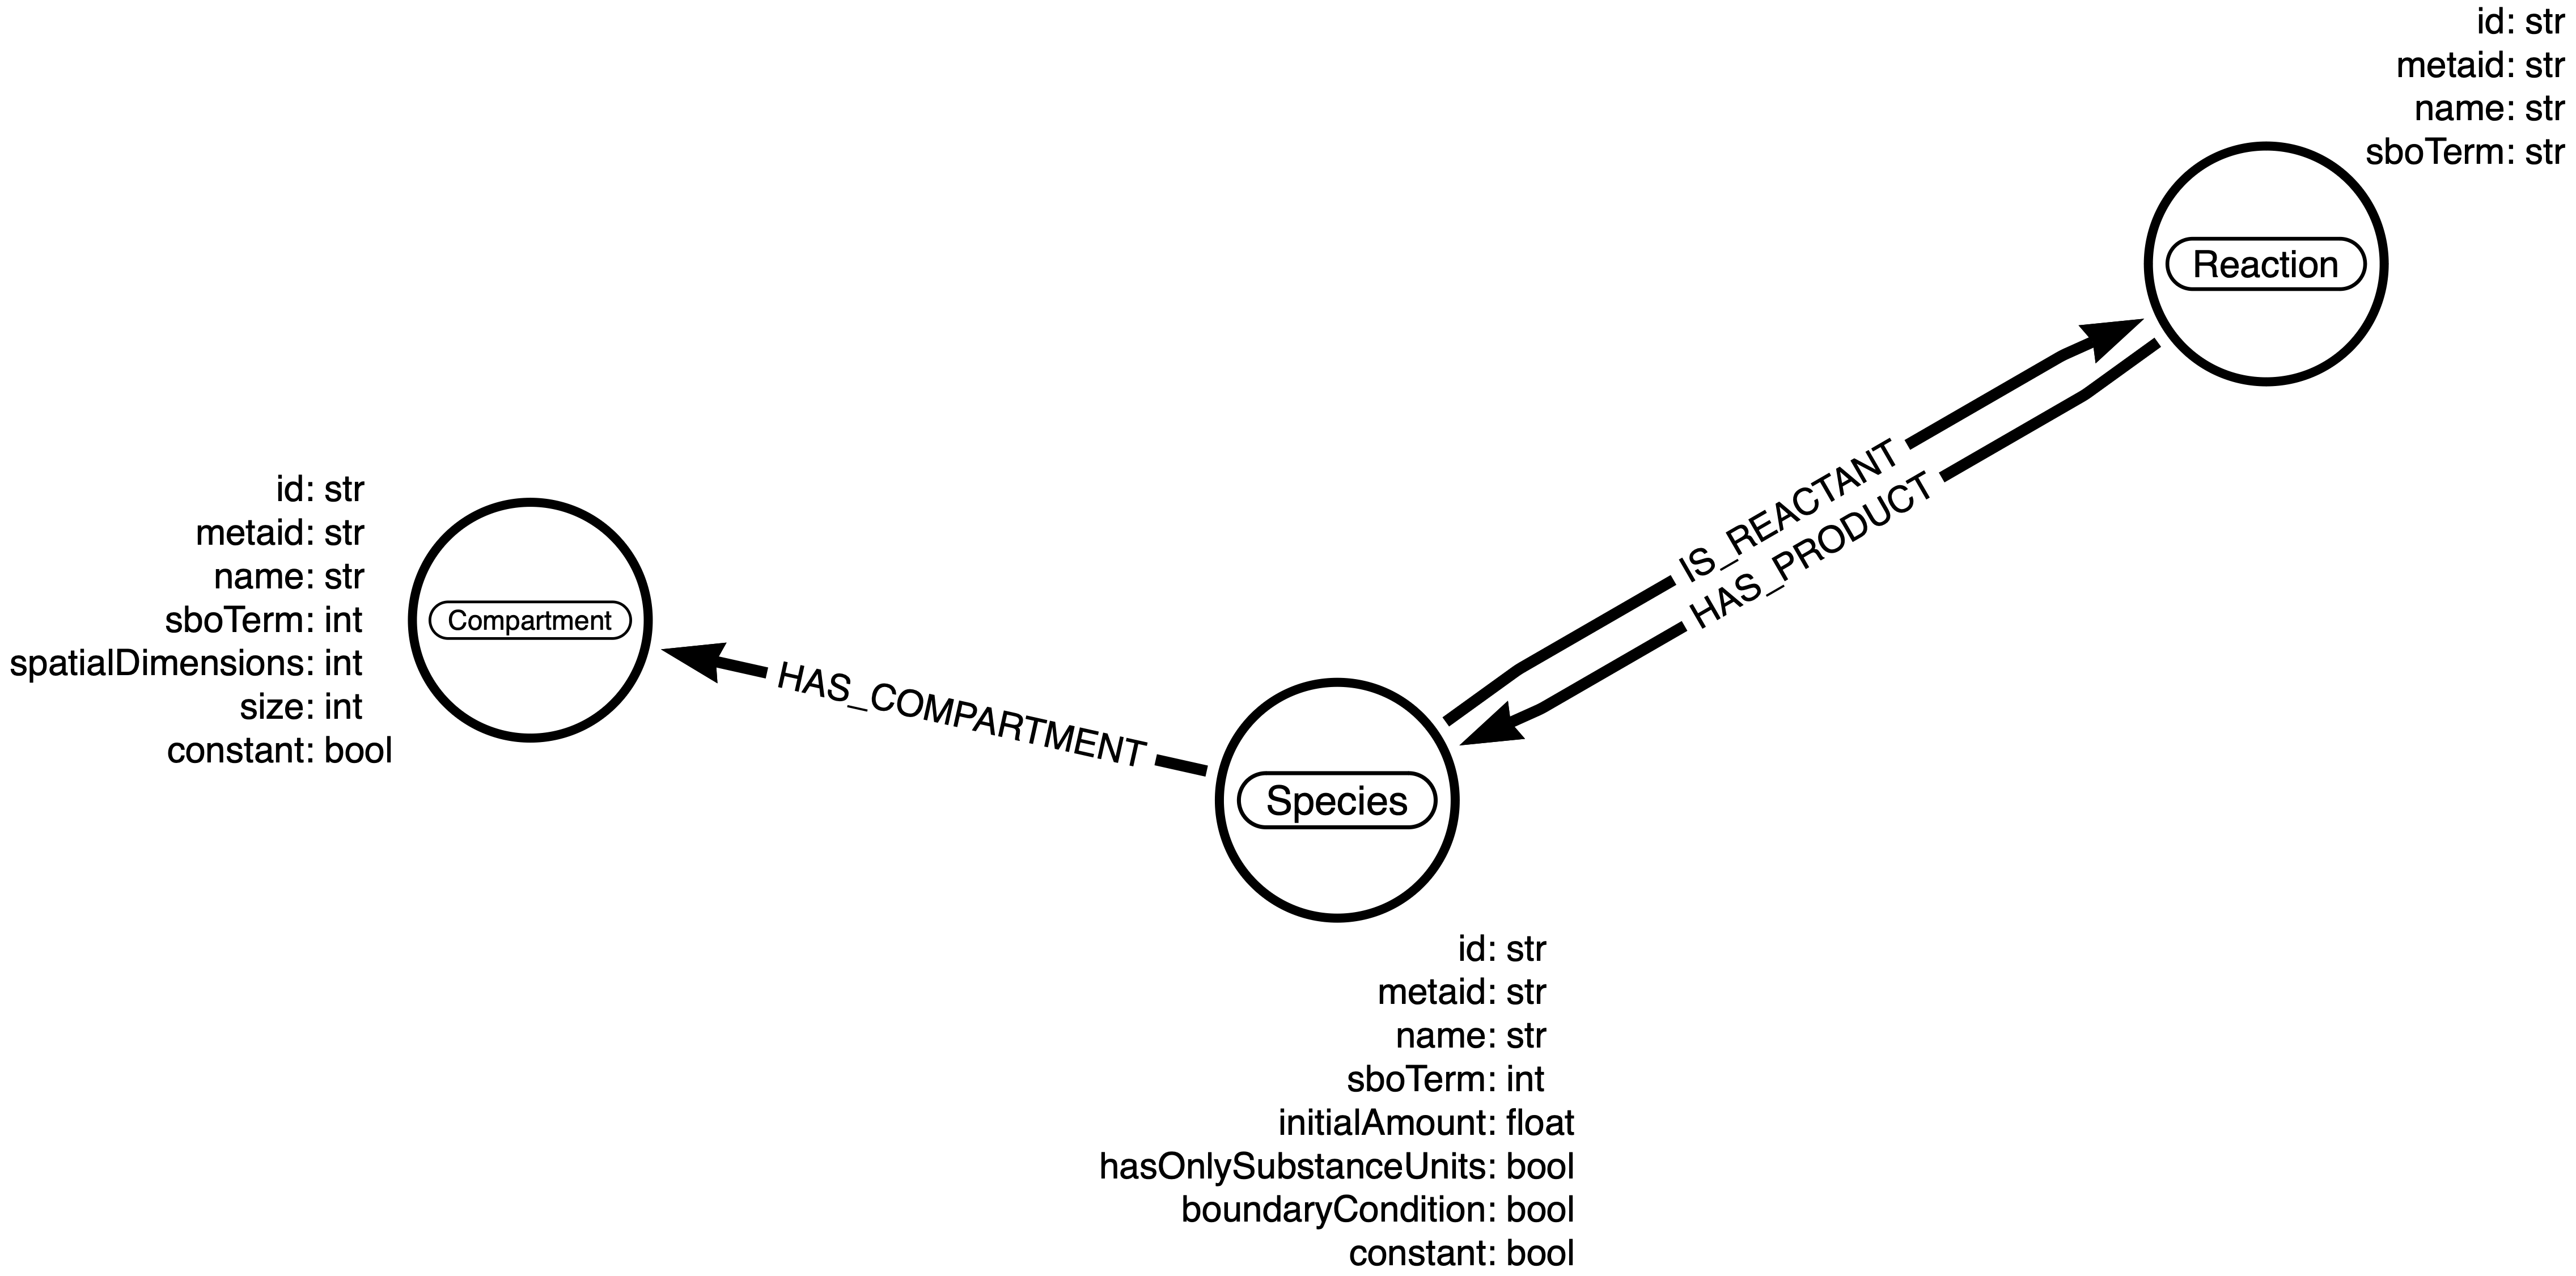 id: str
metaid: str
name: str
sboTerm: str
Reaction
IS_REACTANT
HAS_PRODUCT
id: str
metaid: str
name: str
sboTerm: int
spatialDimensions: int
size: int
constant: bool
Compartment
HAS_COMPARTMENT
Species
id: str
metaid: str
name: str
sboTerm: int
initialAmount: float
hasOnlySubstanceUnits: bool
boundaryCondition: bool
constant: bool